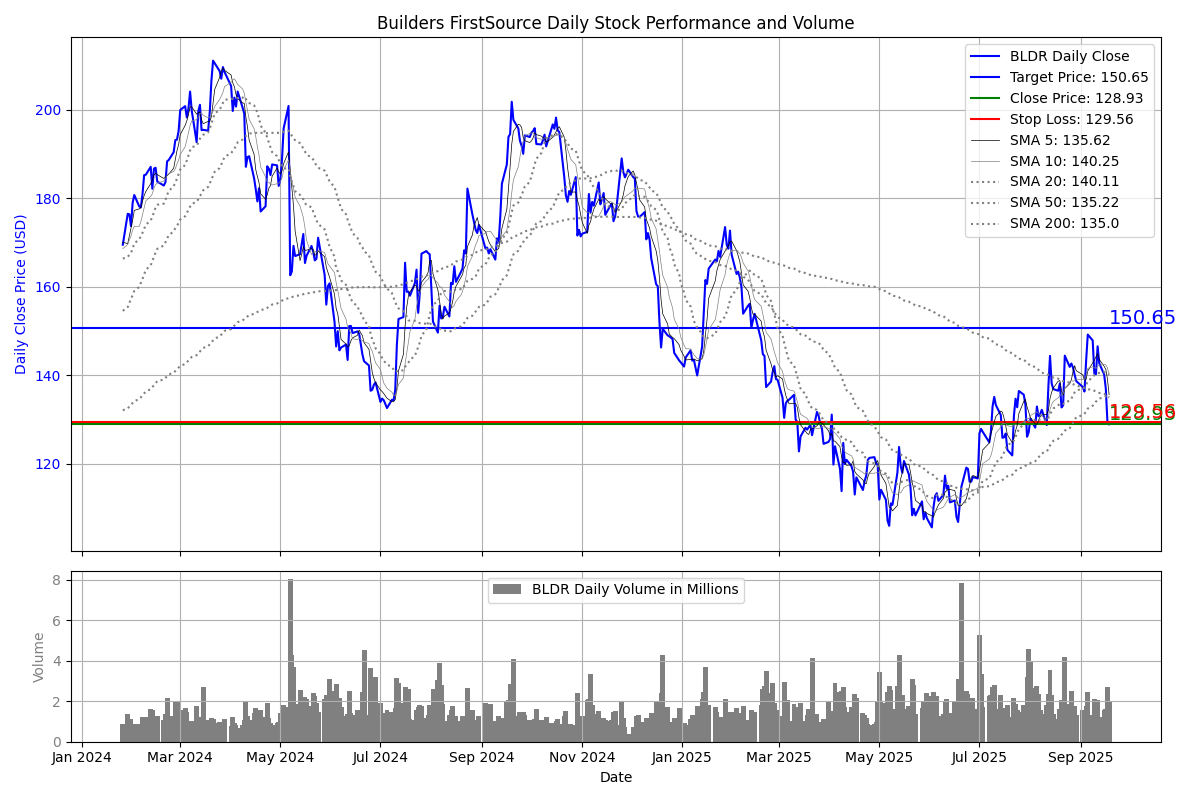 Builders FirstSource Daily Stock Performance and Volume
Daily Close Price (USD)
200
180
160
140
120
BLDR Daily Close
Target Price: 150.65
Close Price: 128.93
Stop Loss: 129.56
SMA 5: 135.62
SMA 10: 140.25
SMA 20: 140.11
SMA 50: 135.22
SMA 200: 135.0
150.65
129.56
128.93
Volume
8
6
4
2
0
BLDR Daily Volume in Millions
Jan 2024 Mar 2024 May 2024 Jul 2024 Sep 2024 Nov 2024 Jan 2025 Mar 2025 May 2025 Jul 2025 Sep 2025
Date